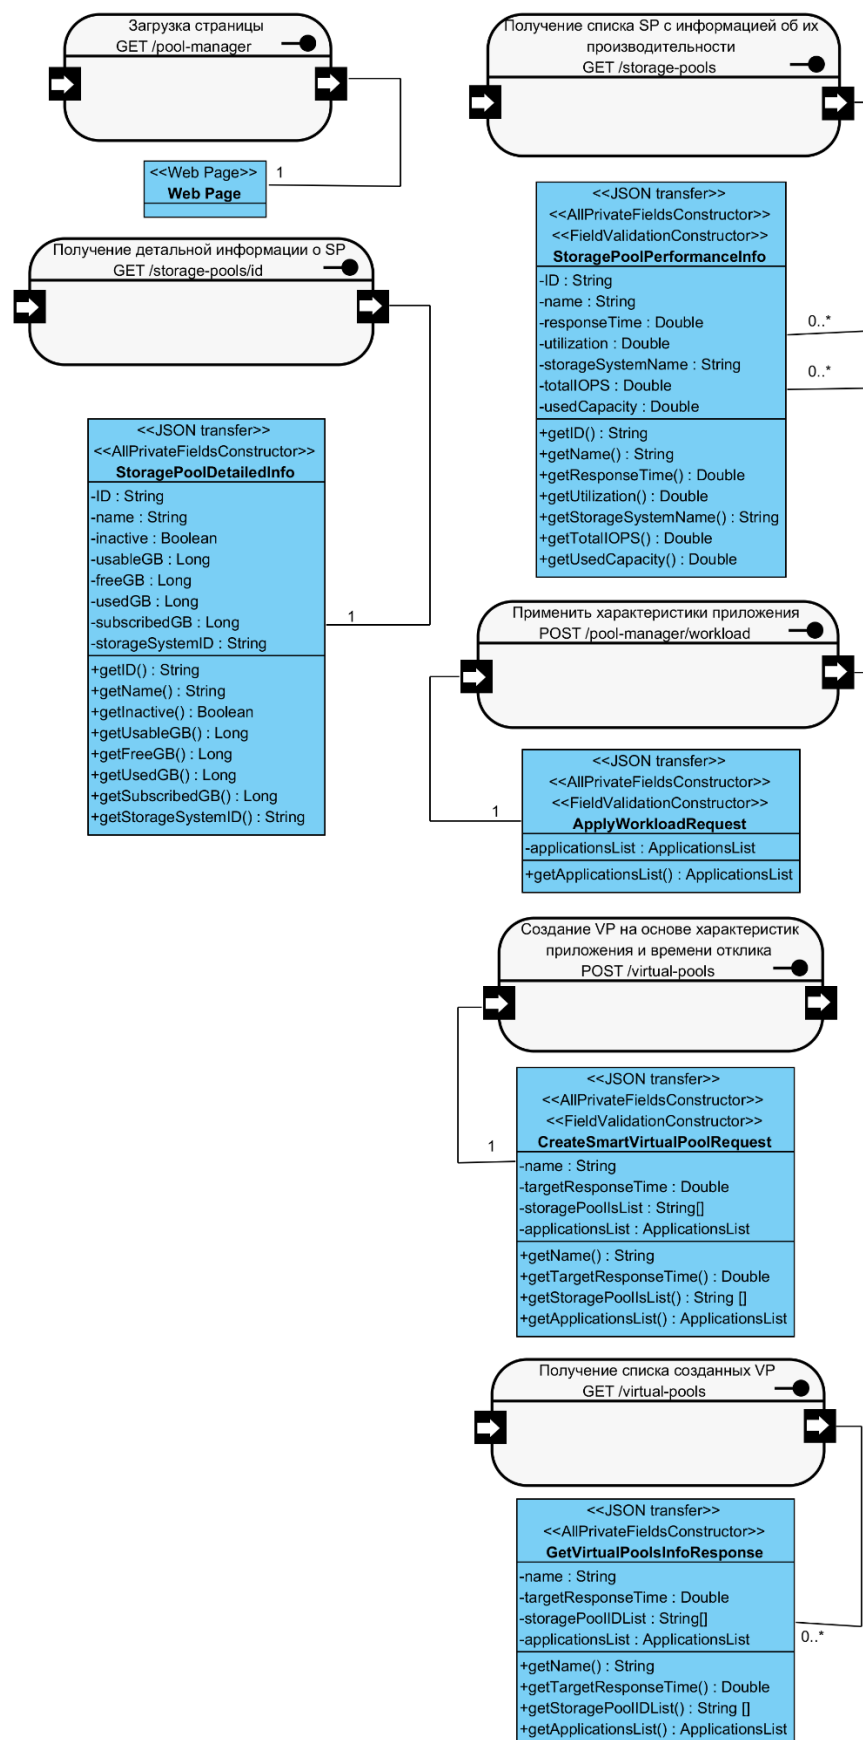 Загрузка страницы
GET /pool-manager
<<Web Page>>
Web Page
1
Получение детальной информации о SP
GET /storage-pools/id
<<JSON transfer>>
<<AllPrivateFieldsConstructor>>
StoragePoolDetailedInfo
-ID : String
-name : String
-inactive : Boolean
-usableGB : Long
-freeGB : Long
-usedGB : Long
-subscribedGB : Long
-storageSystemID : String
1
+getID() : String
+getName() : String
+getInactive() : Boolean
+getUsableGB() : Long
+getFreeGB() : Long
+getUsedGB() : Long
+getSubscribedGB() : Long
+getStorageSystemID() : String
Получение списка SP с информацией об их
производительности
GET /storage-pools
<<JSON transfer>>
<<AllPrivateFieldsConstructor>>
<<FieldValidationConstructor>>
StoragePoolPerformanceInfo
-ID : String
-name : String
-responseTime : Double
-utilization : Double
-storageSystemName : String
-totalIOPS : Double
-usedCapacity : Double
0..*
0..*
+getID() : String
+getName() : String
+getResponseTime() : Double
+getUtilization() : Double
+getStorageSystemName() : String
+getTotalIOPS() : Double
+getUsedCapacity() : Double
Применить характеристики приложения
POST /pool-manager/workload
<<JSON transfer>>
<<AllPrivateFieldsConstructor>>
<<FieldValidationConstructor>>
ApplyWorkloadRequest
1
-applicationsList : ApplicationsList
+getApplicationsList() : ApplicationsList
Создание VP на основе характеристик
приложения и времени отклика
POST /virtual-pools
<<JSON transfer>>
<<AllPrivateFieldsConstructor>>
<<FieldValidationConstructor>>
CreateSmartVirtualPoolRequest
1
-name : String
-targetResponseTime : Double
-storagePoolIsList : String[]
-applicationsList : ApplicationsList
+getName() : String
+getTargetResponseTime() : Double
+getStoragePoolIsList() : String []
+getApplicationsList() : ApplicationsList
Получение списка созданных VP
GET /virtual-pools
<<JSON transfer>>
<<AllPrivateFieldsConstructor>>
GetVirtualPoolsInfoResponse
-name : String
-targetResponseTime : Double
-storagePoolIDList : String[]
-applicationsList : ApplicationsList
0..*
+getName() : String
+getTargetResponseTime() : Double
+getStoragePoolIDList() : String []
+getApplicationsList() : ApplicationsList